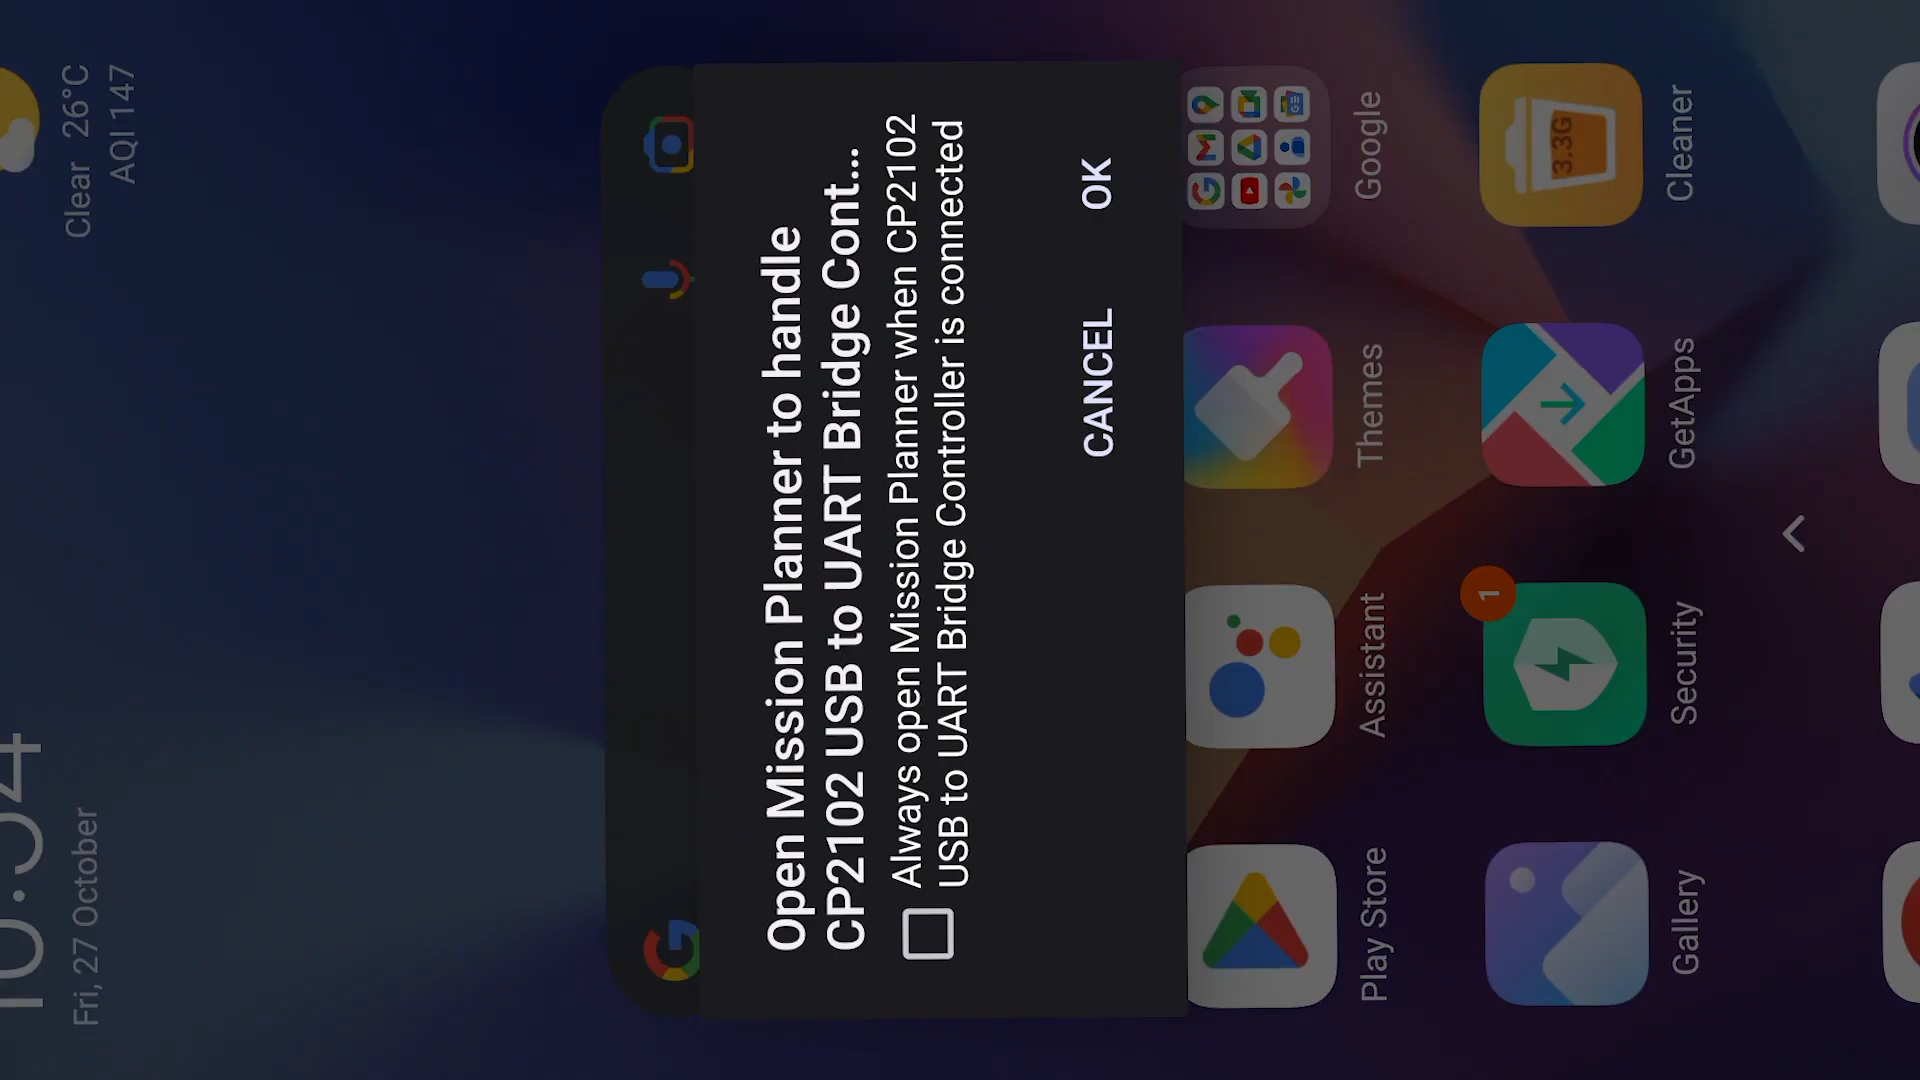 Clear 26°C
Fri, 27 October
AQI 147
Open Mission Planner to handle
CP2102 USB to UART Bridge Cont...
Always open Mission Planner when CP2102
USB to UART Bridge Controller is connected
CANCEL OK
Play Store Assistant Themes Google
1
3.3G
Gallery Security GetApps Cleaner